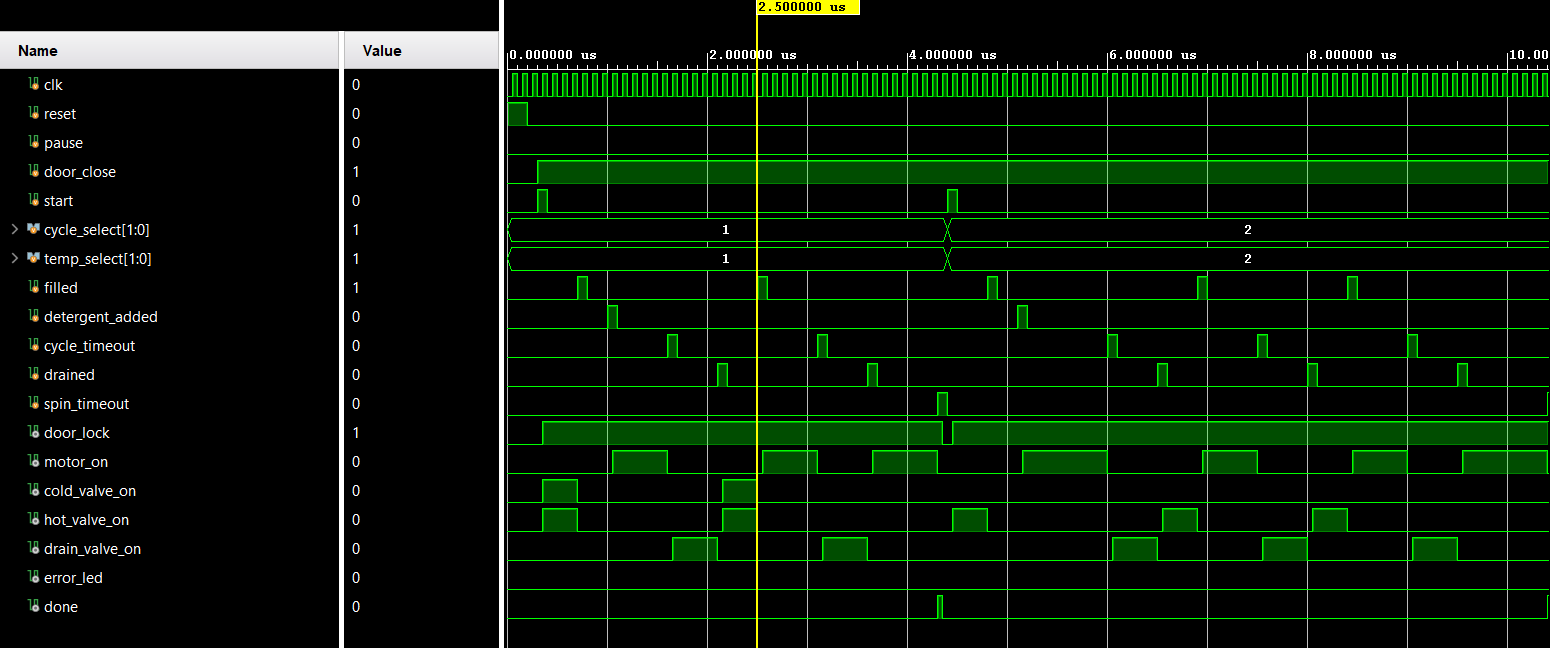 2.500000 us
Name Value
0.000000 us 2.000000 us 4.000000 us 6.000000 us 8.000000 us 10.00
clk 0
reset 0
pause 0
door_close 1
start 0
cycle_select[1:0] 1 1 2
temp_select[1:0] 1 1 2
filled 1
detergent_added 0
cycle_timeout 0
drained 0
spin_timeout 0
door_lock 1
motor_on 0
cold_valve_on 0
hot_valve_on 0
drain_valve_on 0
error_led 0
done 0